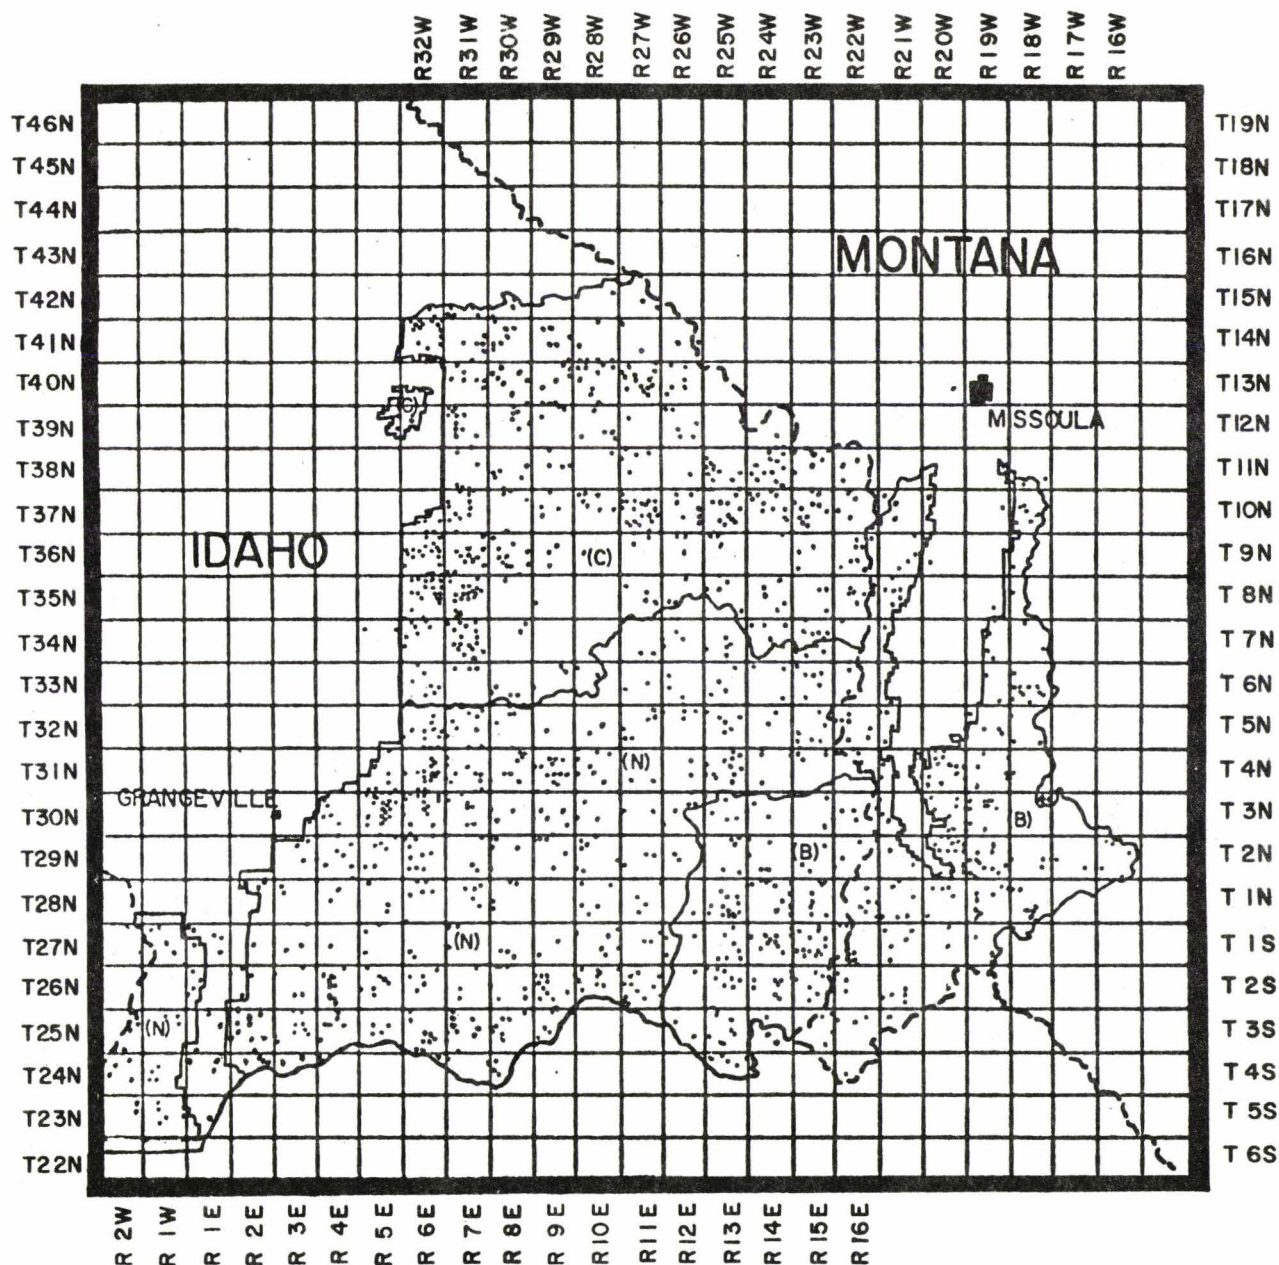 R32W R31W R30W R29W R28W R27W R26W R25W R24W R23W R22W R21W R20W R19W R18W R17W R16W
T46N T19N
T45N T18N
T44N T17N
T43N MONTANA T16N
T42N T15N
T41N T14N
T40N T13N
(C)
T39N MISSOULA T12N
T38N T11N
T37N T10N
T36N IDAHO (C) T9N
T35N T8N
T34N T7N
T33N T6N
T32N T5N
T31N (N) T4N
GRANGEVILLE
T30N B) T3N
T29N (B) T2N
T28N T1N
T27N (N) T1S
T26N T2S
T25N (N) T3S
T24N T4S
T23N T5S
T22N T6S
R2W R1W R1E R2E R3E R4E R5E R6E R7E R8E R9E R10E R11E R12E R13E R14E R15E R16E